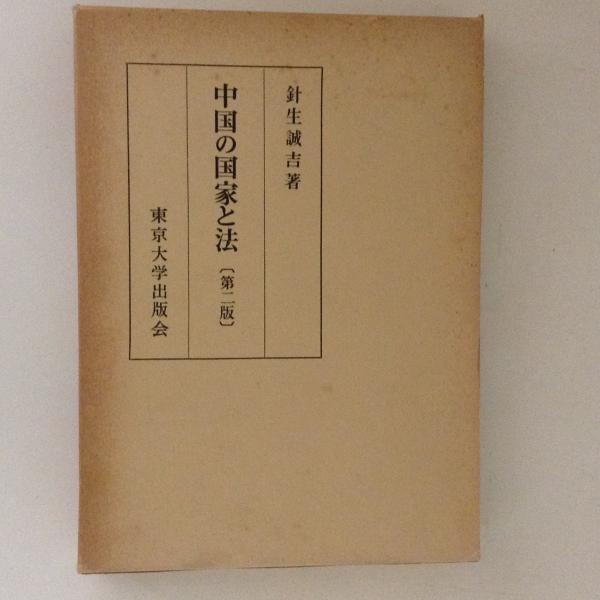 針生誠吉著
中国の国家と法〔第二版〕
東京大学出版会